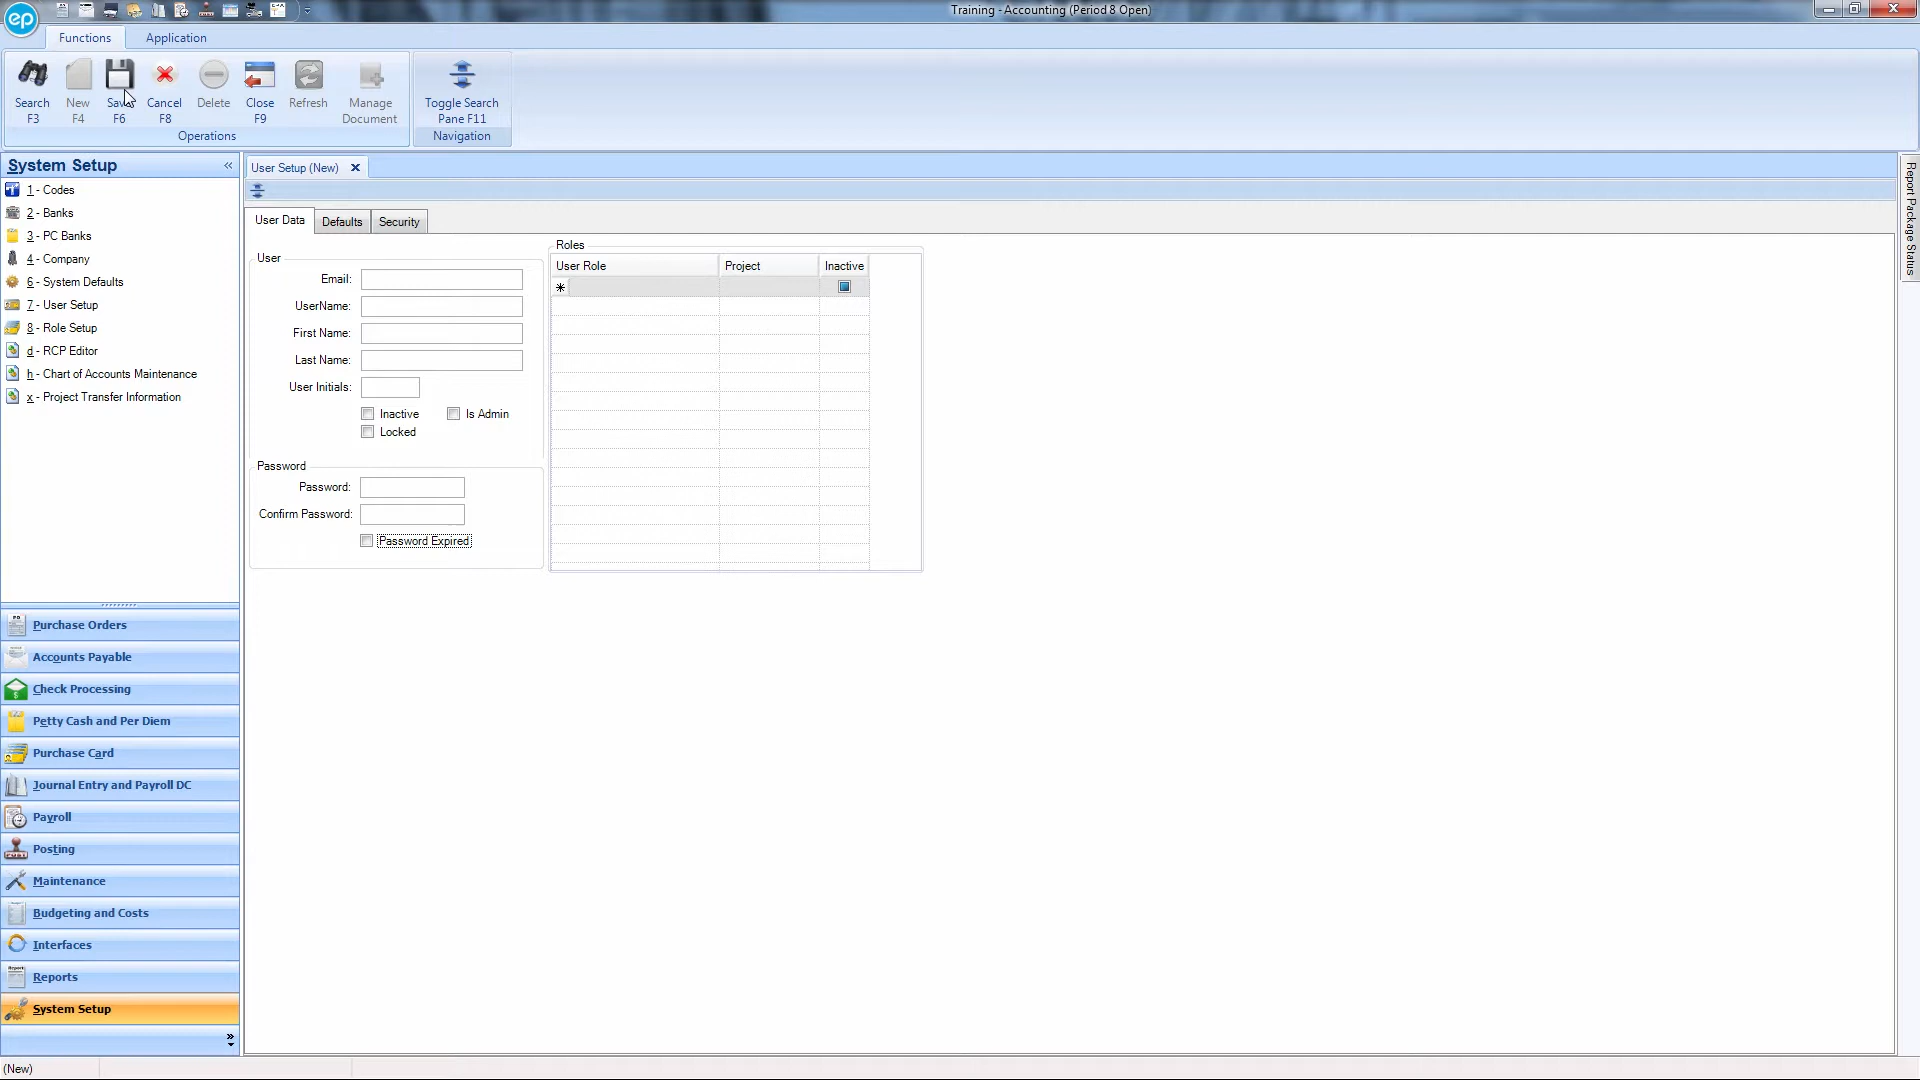 ep
Training - Accounting (Period 8 Open)
Functions
Application
Search F3
New F4
Save F6
Cancel F8
Delete
Close F9
Refresh
Manage Document
Toggle Search Pane F11
Operations
Navigation
System Setup
«
1 - Codes
2 - Banks
3 - PC Banks
4 - Company
6 - System Defaults
7 - User Setup
8 - Role Setup
d - RCP Editor
h - Chart of Accounts Maintenance
x - Project Transfer Information
Purchase Orders
Accounts Payable
Check Processing
Petty Cash and Per Diem
Purchase Card
Journal Entry and Payroll DC
Payroll
Posting
Maintenance
Budgeting and Costs
Interfaces
Reports
System Setup
(New)
User Setup (New)
User Data
Defaults
Security
User
Email:
UserName:
First Name:
Last Name:
User Initials:
Inactive
Is Admin
Locked
Password
Password:
Confirm Password:
Password Expired
Roles
User Role
Project
Inactive
Report Package Status